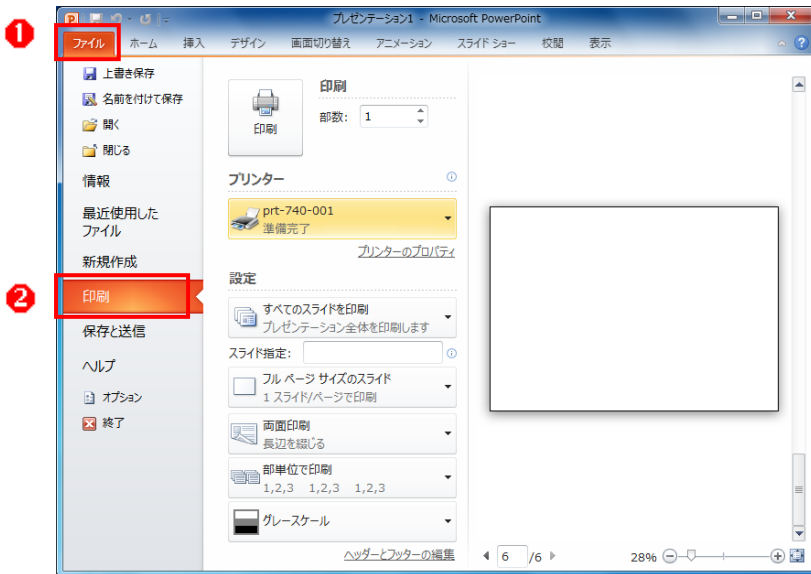 プレゼンテーション1 - Microsoft PowerPoint
1
ファイル ホーム 挿入 デザイン 画面切り替え アニメーション スライド ショー 校閲 表示
上書き保存
名前を付けて保存
開く
閉じる
情報
最近使用した
ファイル
新規作成
2
印刷
保存と送信
ヘルプ
オプション
終了
印刷
印刷
部数: 1
プリンター
prt-740-001
準備完了
プリンターのプロパティ
設定
すべてのスライドを印刷
プレゼンテーション全体を印刷します
スライド指定:
フル ページ サイズのスライド
1 スライド/ページで印刷
両面印刷
長辺を綴じる
部単位で印刷
1,2,3 1,2,3 1,2,3
グレースケール
ヘッダーとフッターの編集
6 /6
28%